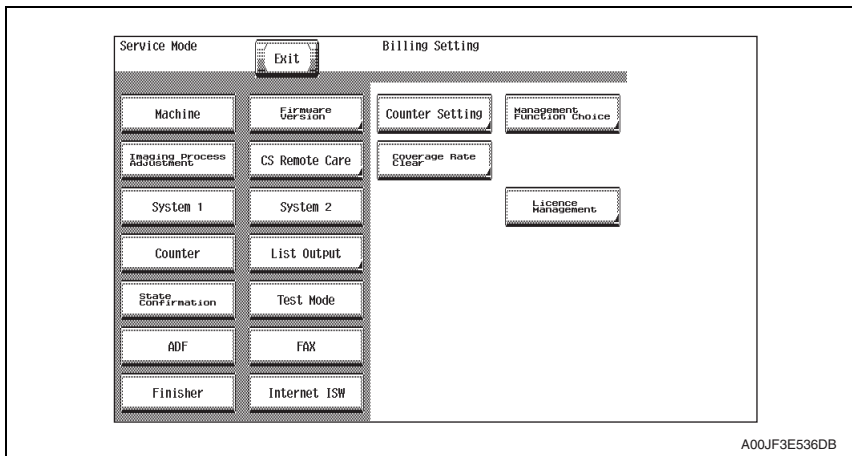 Service Mode
Exit
Billing Setting
Machine
Firmware
Version
Counter Setting
Management
Function Choice
Imaging Process
Adjustment
CS Remote Care
Coverage Rate
Clear
System 1
System 2
Licence
Management
Counter
List Output
State
Confirmation
Test Mode
ADF
FAX
Finisher
Internet ISW
A00JF3E536DB